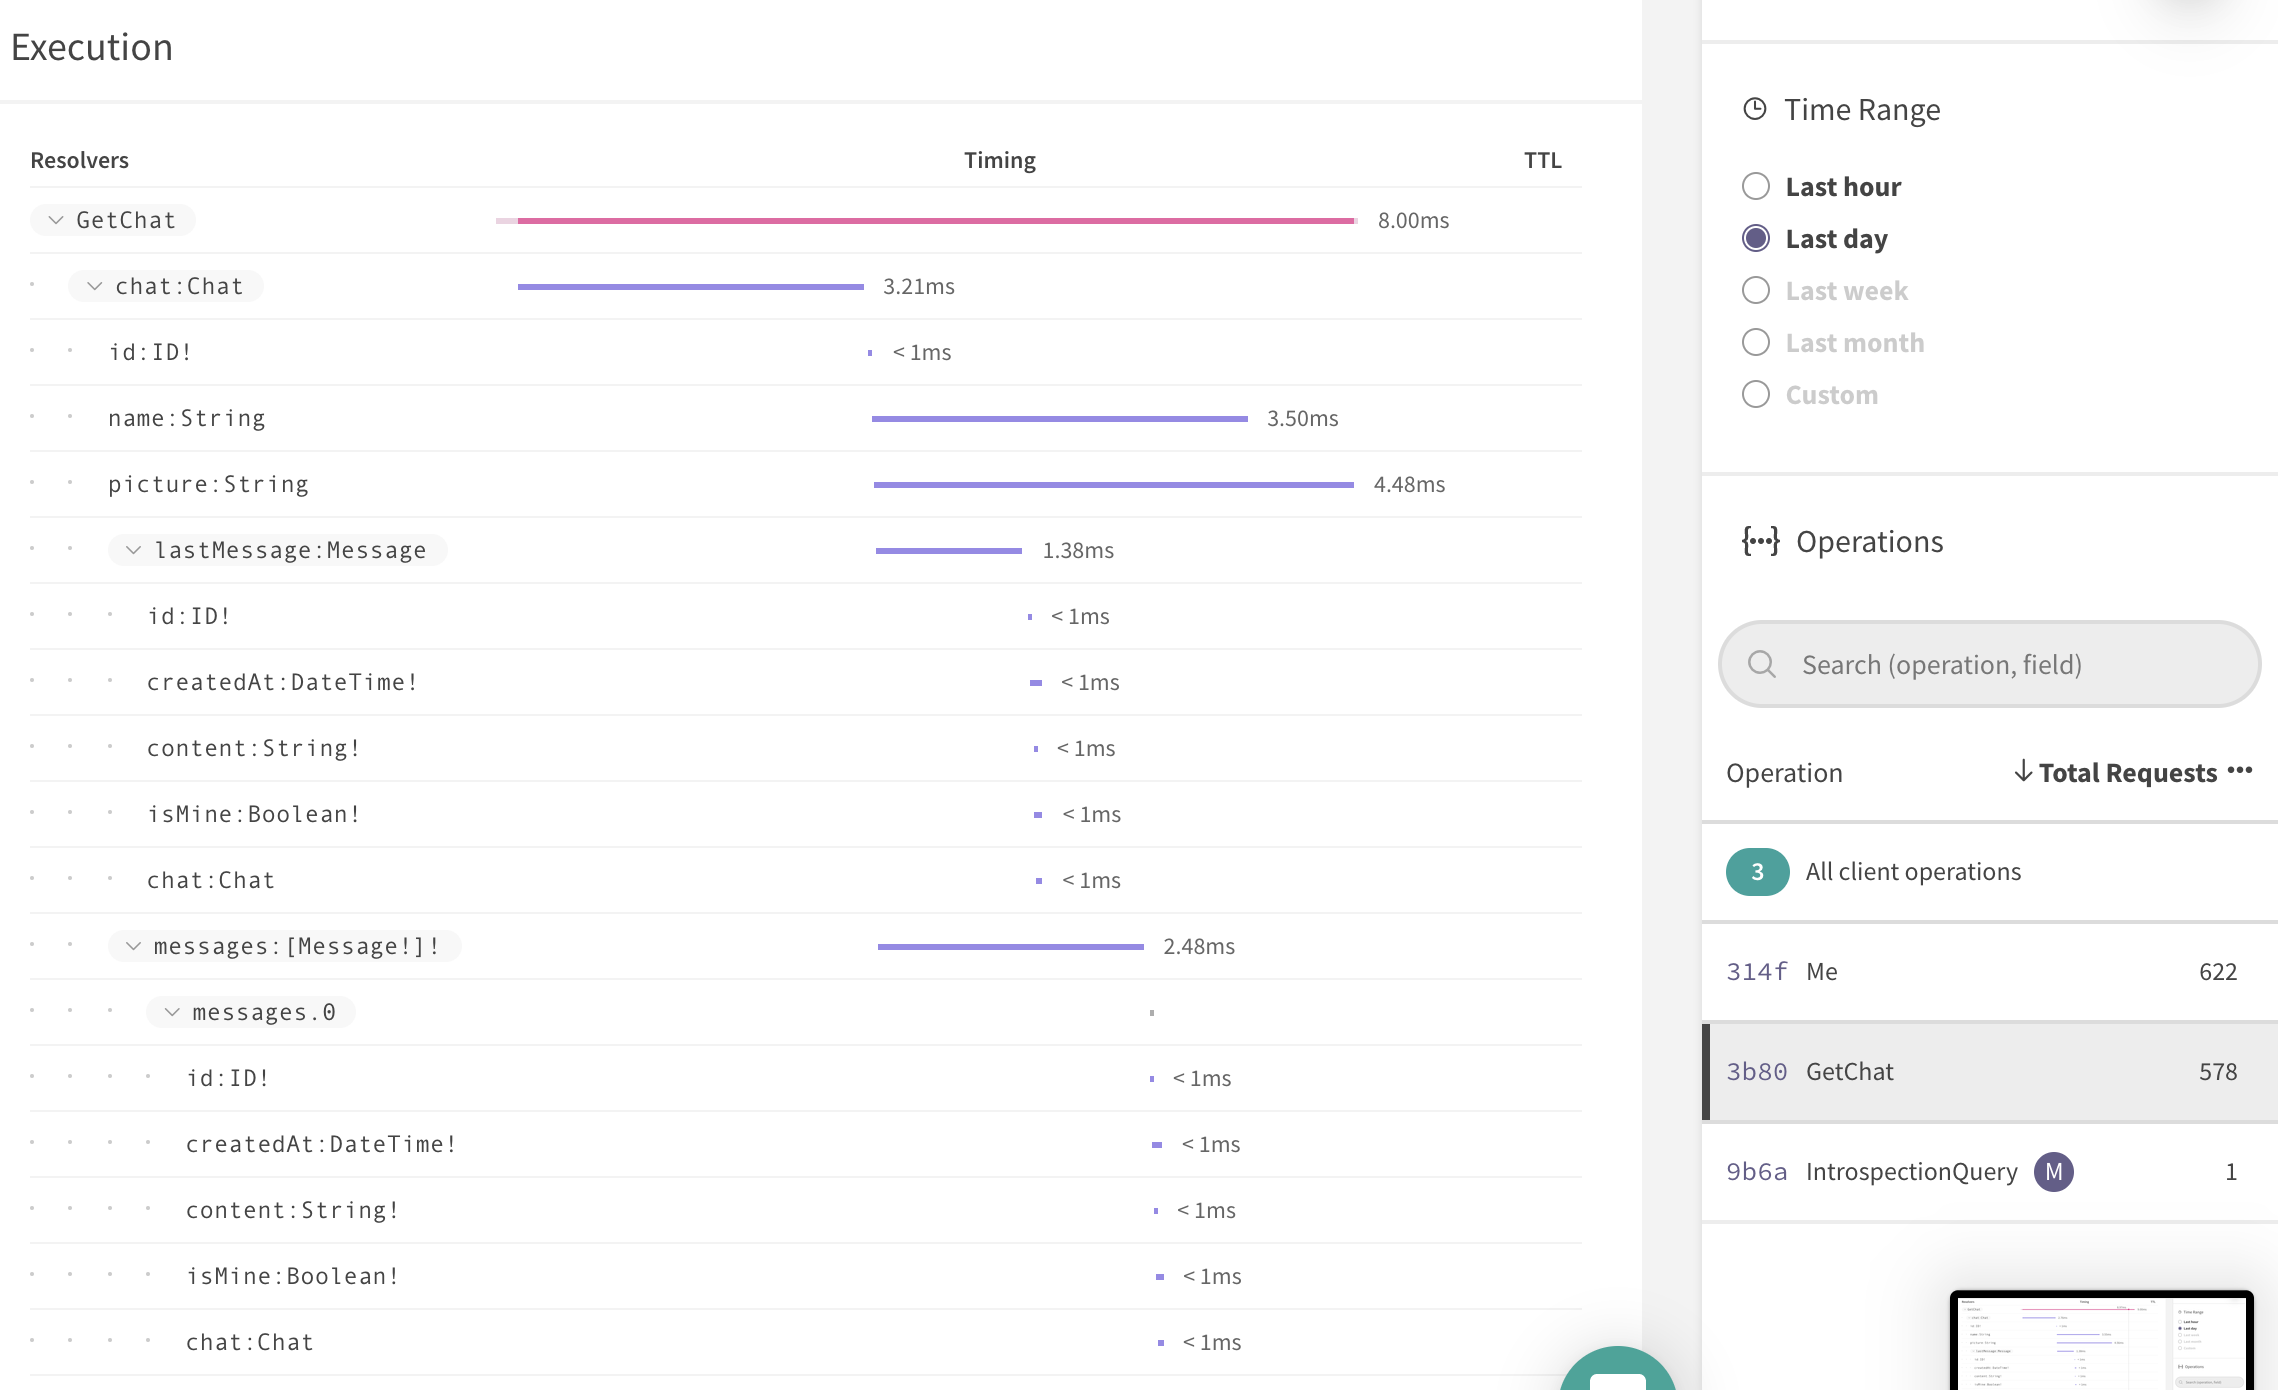 Execution
Resolvers Timing TTL
GetChat 8.00ms
chat:Chat 3.21ms
id:ID! < 1ms
name:String 3.50ms
picture:String 4.48ms
lastMessage:Message 1.38ms
id:ID! < 1ms
createdAt:DateTime! < 1ms
content:String! < 1ms
isMine:Boolean! < 1ms
chat:Chat < 1ms
messages:[Message!]! 2.48ms
messages.0
id:ID! < 1ms
createdAt:DateTime! < 1ms
content:String! < 1ms
isMine:Boolean! < 1ms
chat:Chat < 1ms
Time Range
Last hour
Last day
Last week
Last month
Custom
{···} Operations
Search (operation, field)
Operation ↓ Total Requests ···
3 All client operations
314f Me 622
3b80 GetChat 578
9b6a IntrospectionQuery M 1